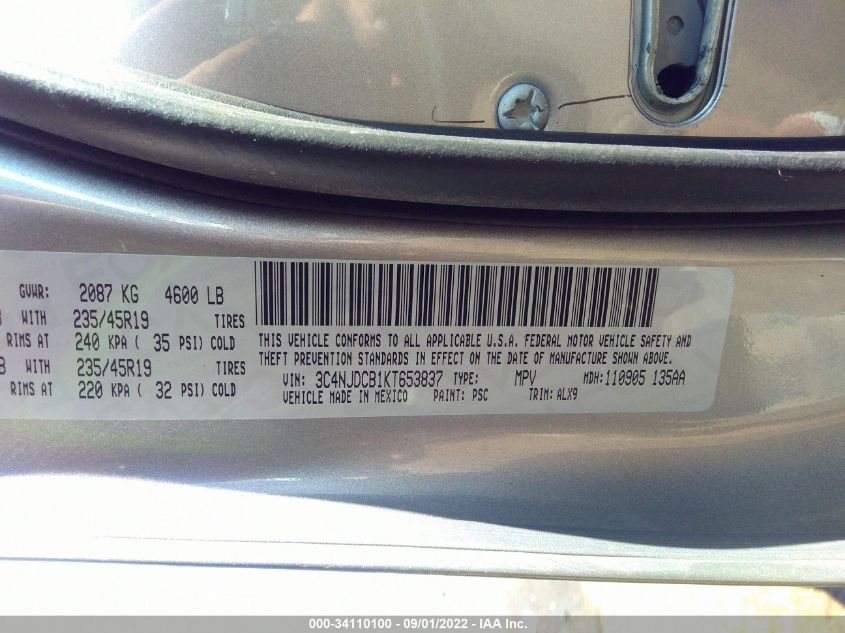 GVWR: 2087 KG 4600 LB
WITH 235/45R19 TIRES
RIMS AT 240 KPA ( 35 PSI) COLD
WITH 235/45R19 TIRES
RIMS AT 220 KPA ( 32 PSI) COLD
THIS VEHICLE CONFORMS TO ALL APPLICABLE U.S.A. FEDERAL MOTOR VEHICLE SAFETY AND
THEFT PREVENTION STANDARDS IN EFFECT ON THE DATE OF MANUFACTURE SHOWN ABOVE.
VIN: 3C4NJDCB1KT653837 TYPE: MPV MDH:110905 135AA
VEHICLE MADE IN MEXICO PAINT: PSC TRIM: ALX9
000-34110100 - 09/01/2022 - IAA Inc.